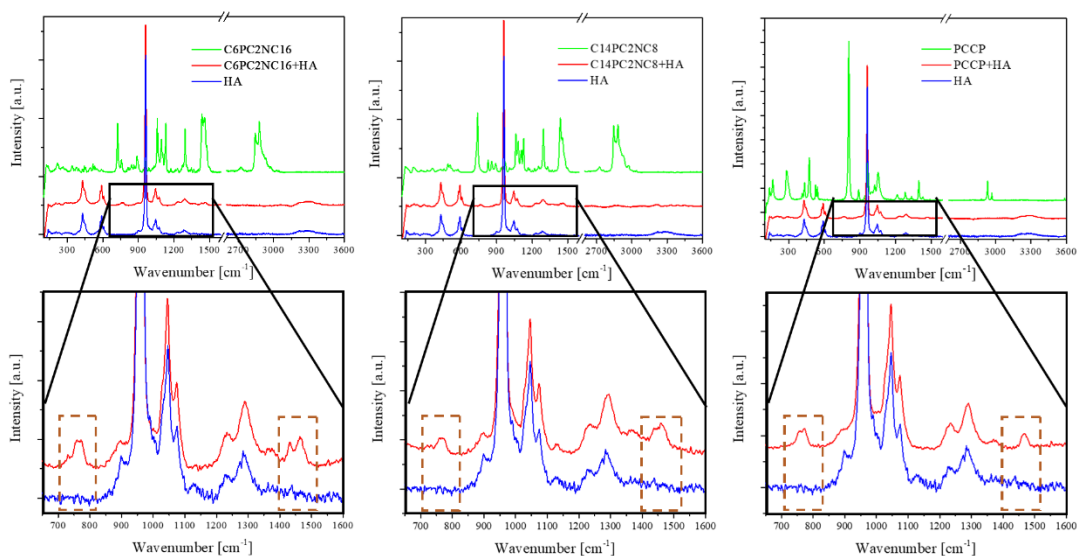 C6PC2NC16
C6PC2NC16+HA
HA
Intensity [a.u.]
300 600 900 1200 1500 2700 3000 3300 3600
Wavenumber [cm⁻¹]
C14PC2NC8
C14PC2NC8+HA
HA
Intensity [a.u.]
300 600 900 1200 1500 2700 3000 3300 3600
Wavenumber [cm⁻¹]
PCCP
PCCP+HA
HA
Intensity [a.u.]
300 600 900 1200 1500 2700 3000 3300 3600
Wavenumber [cm⁻¹]
Intensity [a.u.]
700 800 900 1000 1100 1200 1300 1400 1500 1600
Wavenumber [cm⁻¹]
Intensity [a.u.]
700 800 900 1000 1100 1200 1300 1400 1500 1600
Wavenumber [cm⁻¹]
Intensity [a.u.]
700 800 900 1000 1100 1200 1300 1400 1500 1600
Wavenumber [cm⁻¹]